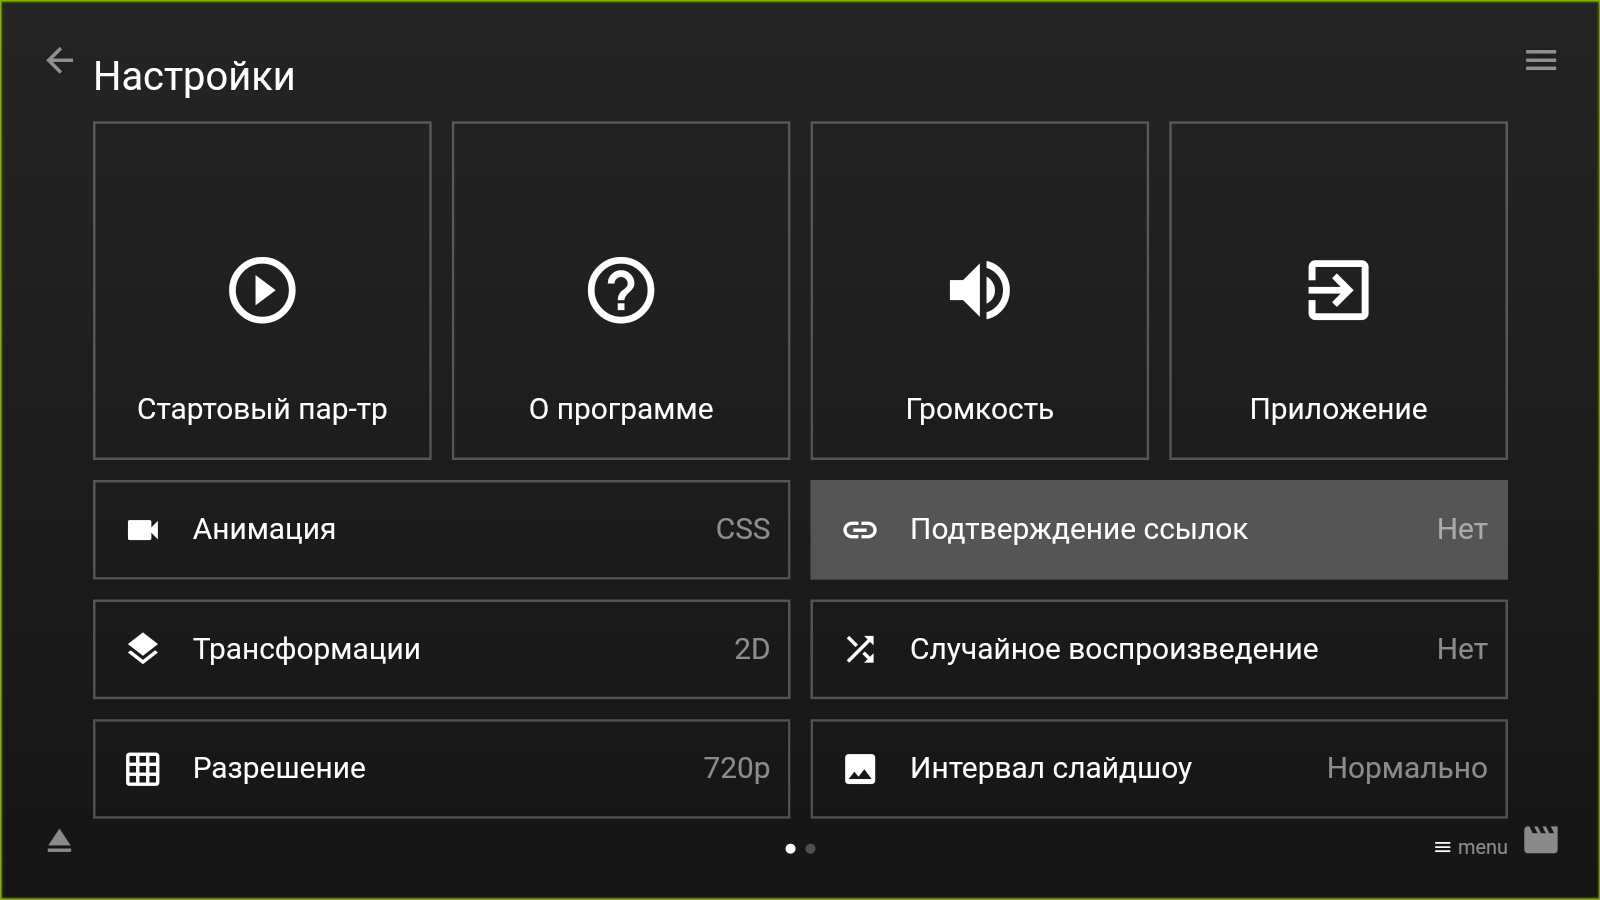 Настройки
Стартовый пар-тр
О программе
Громкость
Приложение
Анимация CSS
Подтверждение ссылок Нет
Трансформации 2D
Случайное воспроизведение Нет
Разрешение 720p
Интервал слайдшоу Нормально
menu